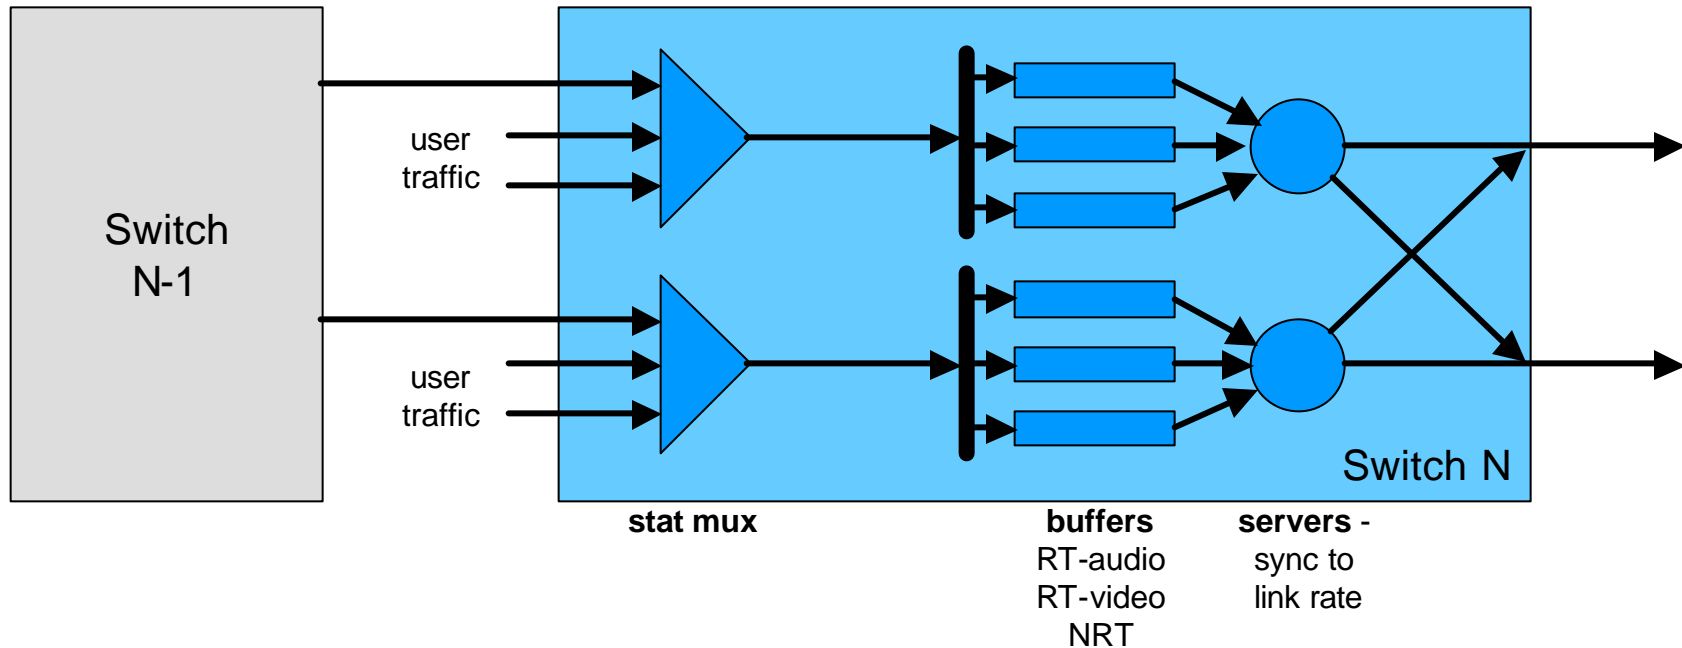 user
traffic
Switch
N-1
user
traffic
Switch N
stat mux
buffers
RT-audio
RT-video
NRT
servers -
sync to
link rate